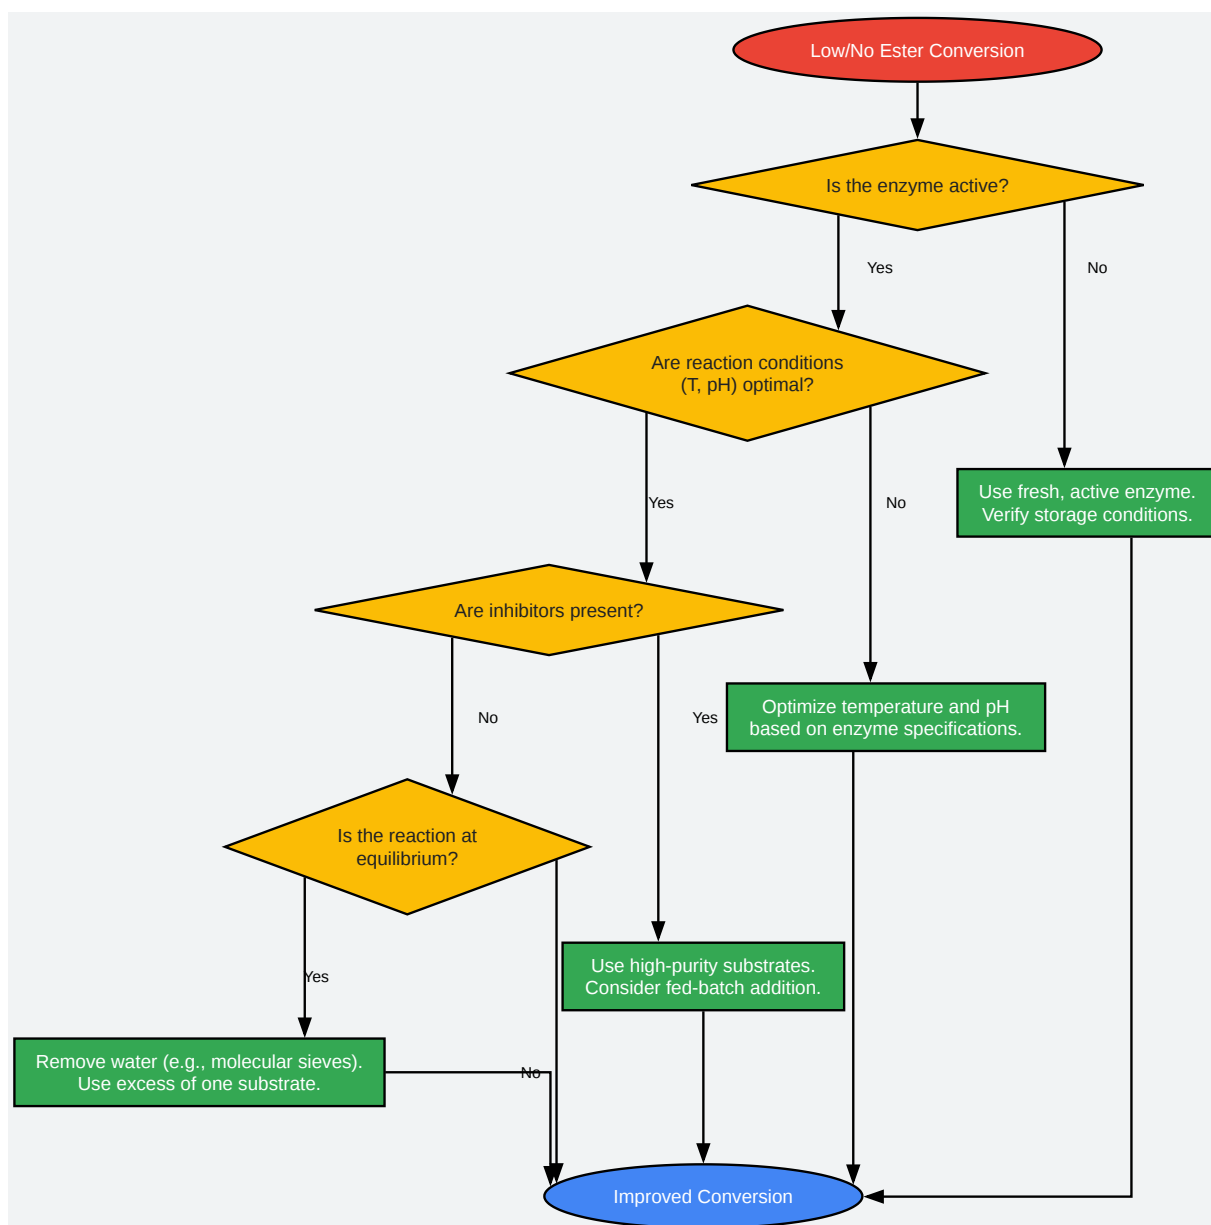 Low/No Ester Conversion
Is the enzyme active?
Yes
No
Are reaction conditions
(T, pH) optimal?
Use fresh, active enzyme.
Verify storage conditions.
Yes
No
Are inhibitors present?
Optimize temperature and pH
based on enzyme specifications.
No
Yes
Is the reaction at
equilibrium?
Use high-purity substrates.
Consider fed-batch addition.
Yes
Remove water (e.g., molecular sieves).
Use excess of one substrate.
No
Improved Conversion